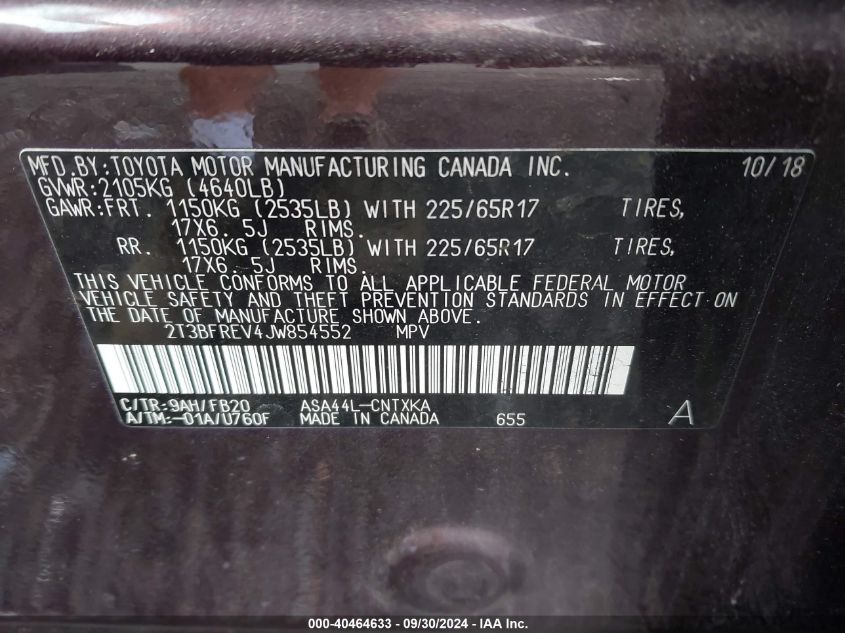 MFD.BY:TOYOTA MOTOR MANUFACTURING CANADA INC. 10/18
GVWR:2105KG (4640LB)
GAWR:FRT. 1150KG (2535LB) WITH 225/65R17 TIRES,
17X6. 5J RIMS.
RR. 1150KG (2535LB) WITH 225/65R17 TIRES,
17X6. 5J RIMS.
THIS VEHICLE CONFORMS TO ALL APPLICABLE FEDERAL MOTOR
VEHICLE SAFETY AND THEFT PREVENTION STANDARDS IN EFFECT ON
THE DATE OF MANUFACTURE SHOWN ABOVE.
2T3BFREV4JW854552 MPV
C/TR:9AH/FB20 ASA44L-CNTXKA
A/TM:-01A/U760F MADE IN CANADA 655 A
000-40464633 - 09/30/2024 - IAA Inc.